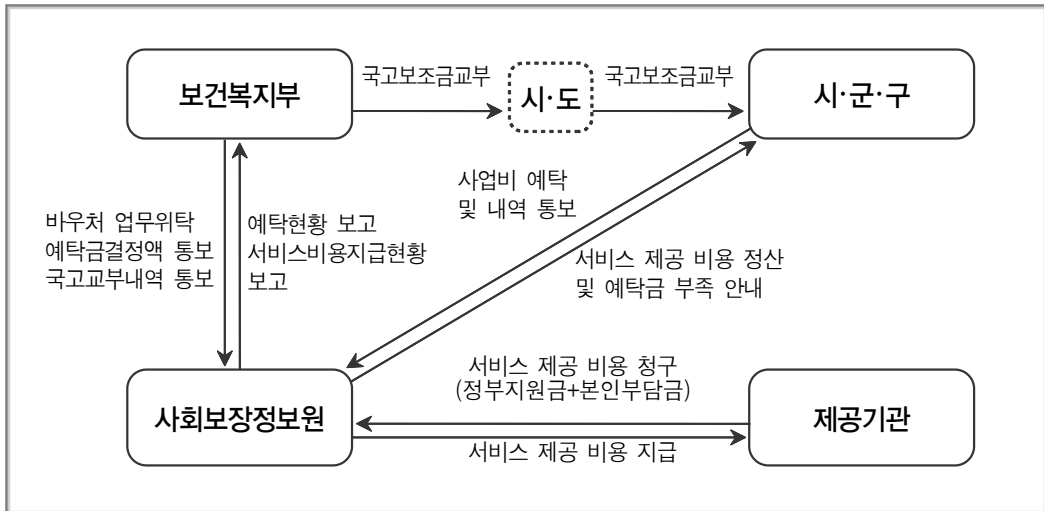 보건복지부
국고보조금교부
시·도
국고보조금교부
시·군·구
사업비 예탁
및 내역 통보
바우처 업무위탁
예탁금결정액 통보
국고교부내역 통보
예탁현황 보고
서비스비용지급현황
보고
서비스 제공 비용 정산
및 예탁금 부족 안내
서비스 제공 비용 청구
(정부지원금+본인부담금)
사회보장정보원
제공기관
서비스 제공 비용 지급